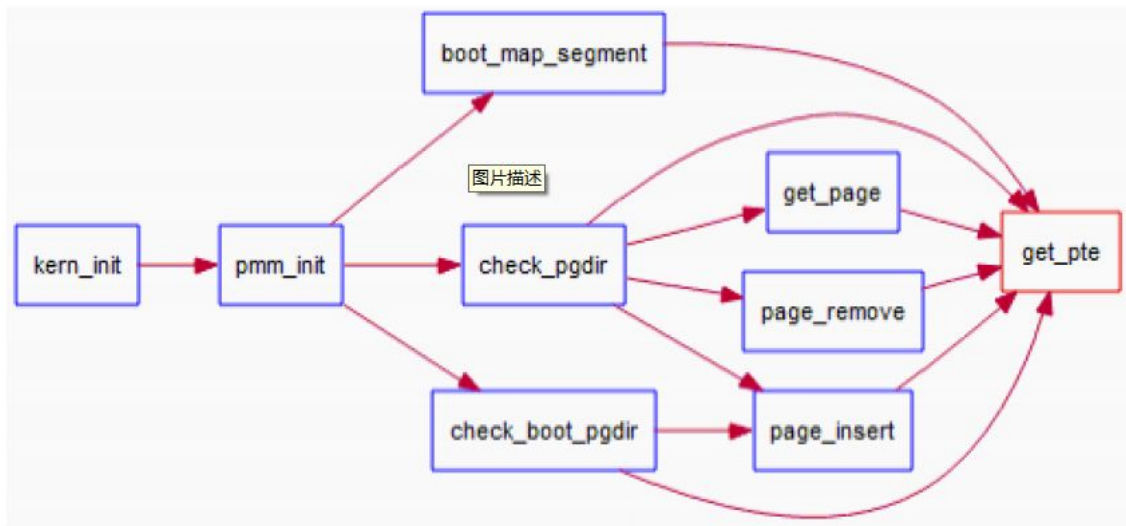 boot_map_segment
图片描述
get_page
kern_init
pmm_init
check_pgdir
get_pte
page_remove
check_boot_pgdir
page_insert